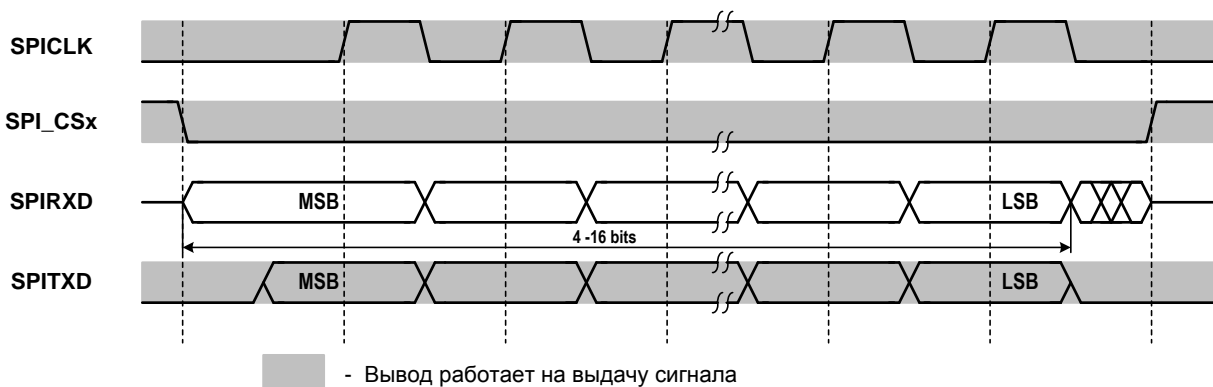 SPICLK
SPI_CSx
SPIRXD
MSB
LSB
4 -16 bits
SPITXD
MSB
LSB
- Вывод работает на выдачу сигнала